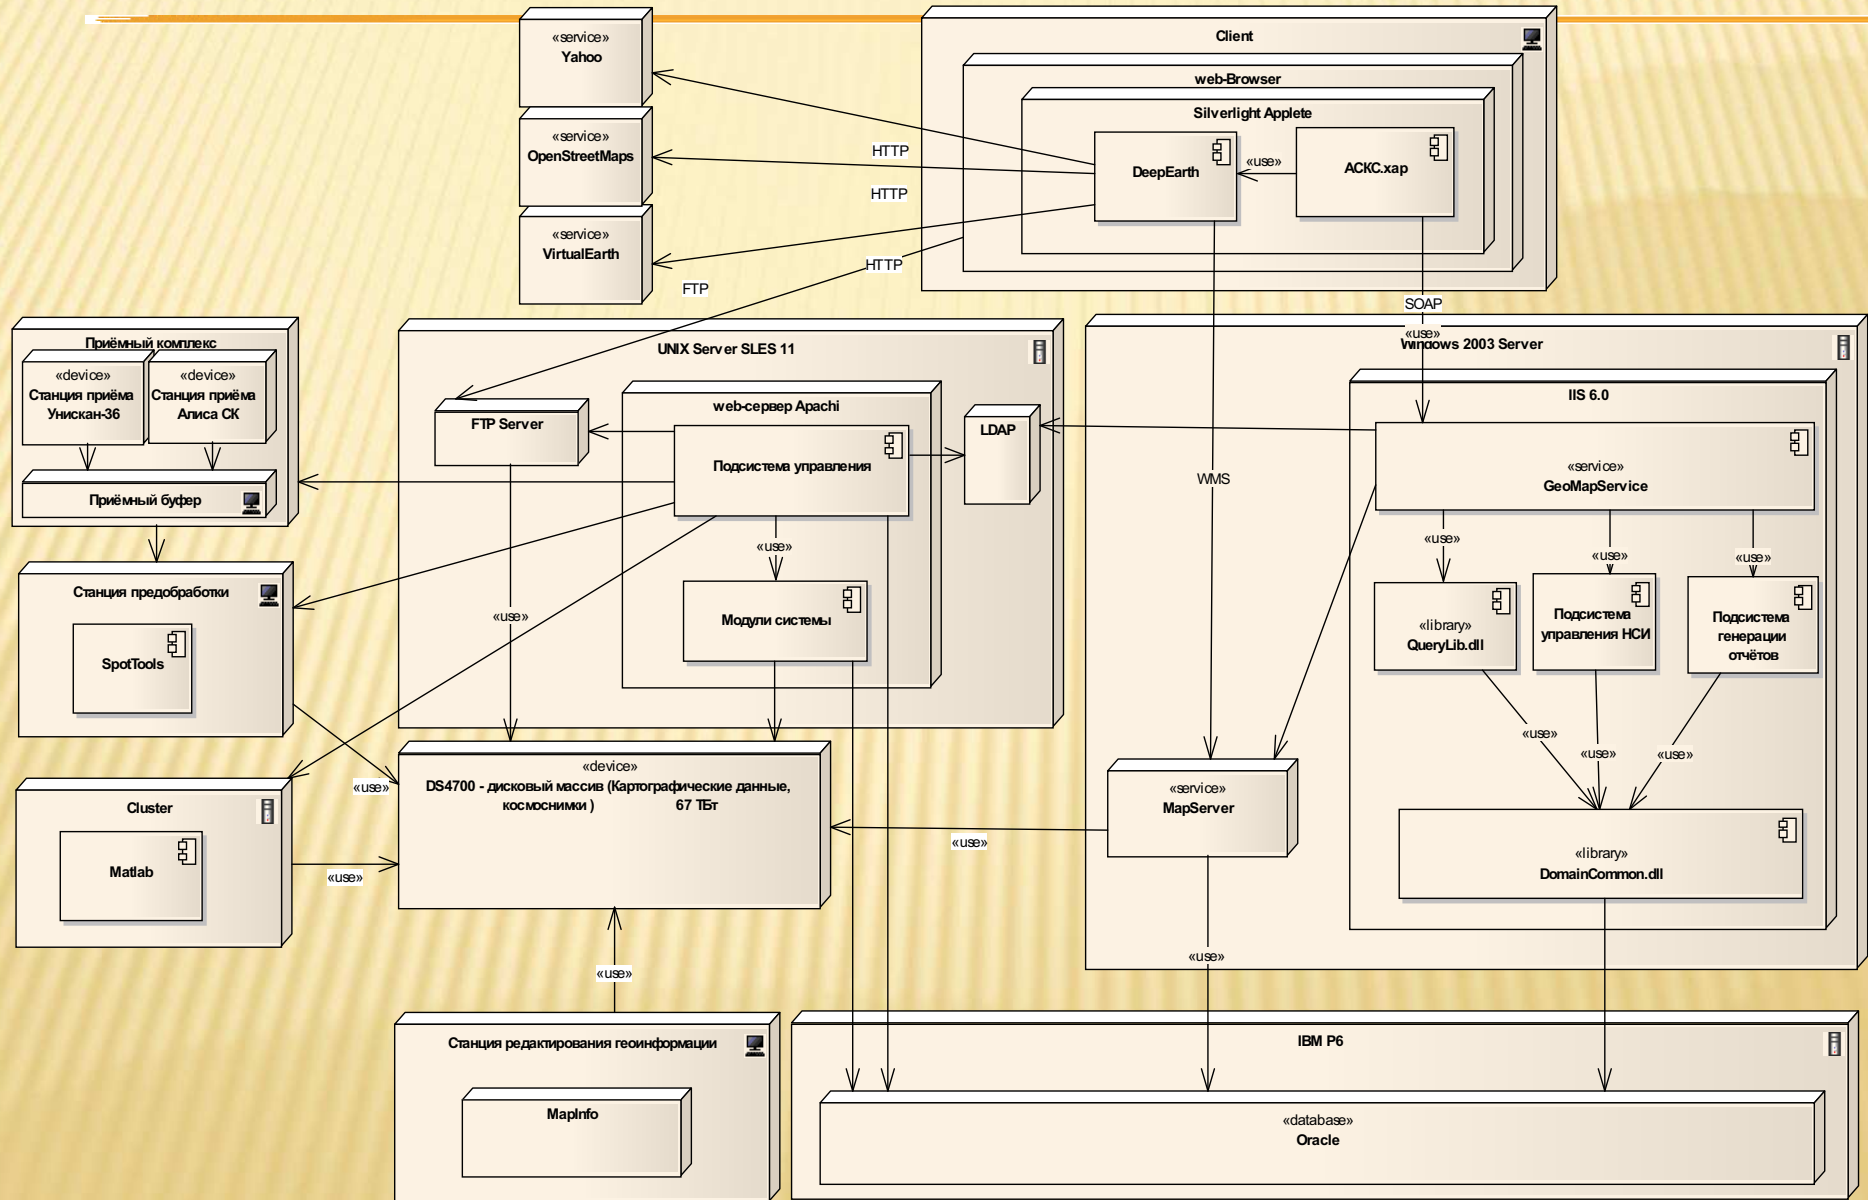 «service»
Yahoo
«service»
OpenStreetMaps
«service»
VirtualEarth
Client
web-Browser
Silverlight Applete
DeepEarth
«use»
АСКС.xap
HTTP
HTTP
HTTP
FTP
SOAP
«use»
Приёмный комплекс
«device»
Станция приёма
Унискан-36
«device»
Станция приёма
Алиса СК
Приёмный буфер
Станция предобработки
SpotTools
Cluster
Matlab
UNIX Server SLES 11
FTP Server
web-сервер Apachi
Подсистема управления
«use»
Модули системы
LDAP
«use»
WMS
Windows 2003 Server
IIS 6.0
«service»
GeoMapService
«use»
«use»
«use»
«library»
QueryLib.dll
Подсистема
управления НСИ
Подсистема
генерации
отчётов
«use»
«use»
«use»
«library»
DomainCommon.dll
«service»
MapServer
«use»
«use»
«use»
«use»
«device»
DS4700 - дисковый массив (Картографические данные,
космоснимки ) 67 ТБт
«use»
Станция редактирования геоинформации
MapInfo
IBM P6
«database»
Oracle